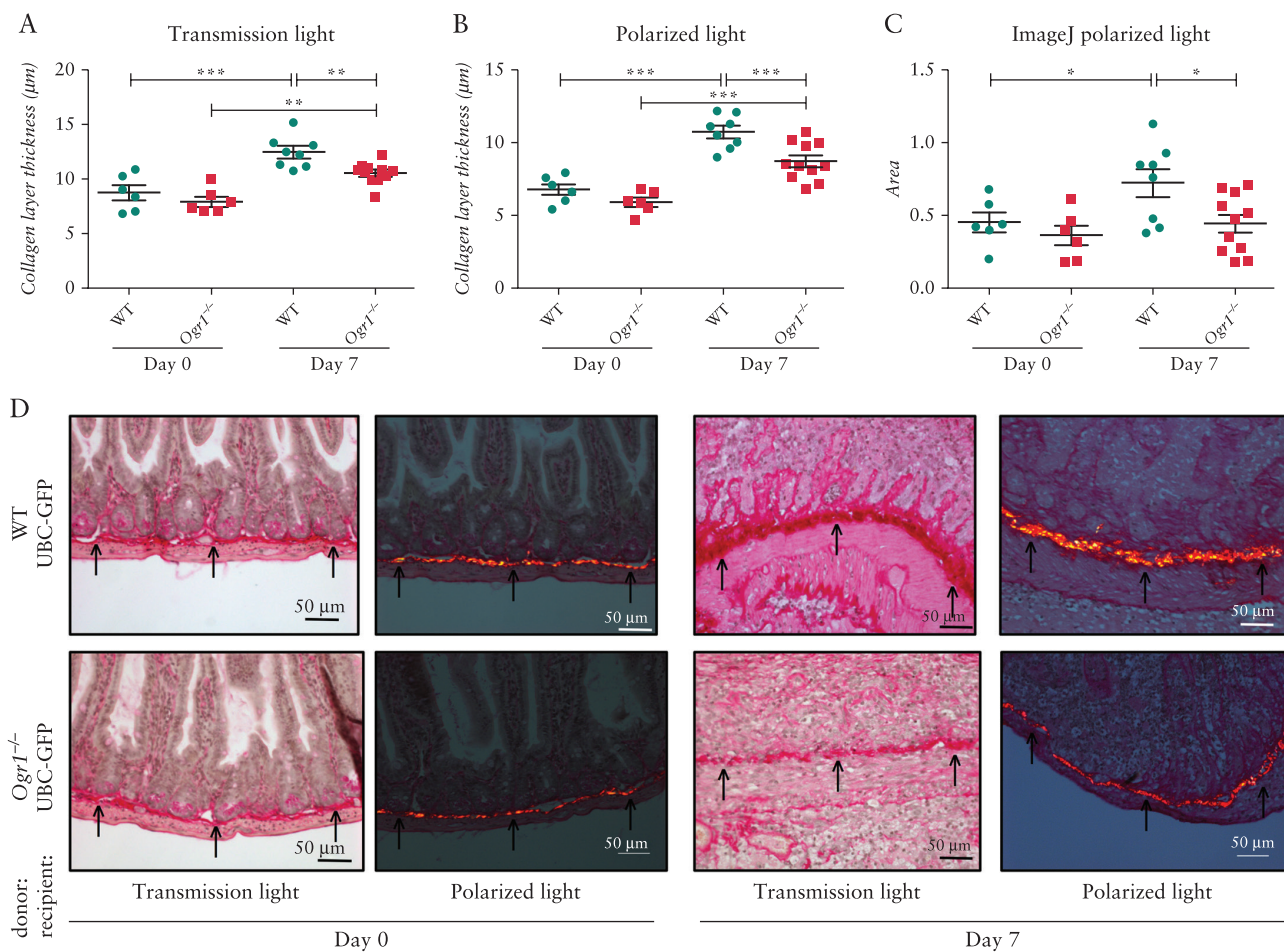 A
Transmission light
Collagen layer thickness (µm)
20
15
10
5
0
***
**
**
WT
Ogr1⁻/⁻
WT
Ogr1⁻/⁻
Day 0
Day 7
B
Polarized light
Collagen layer thickness (µm)
15
10
5
0
***
***
***
WT
Ogr1⁻/⁻
WT
Ogr1⁻/⁻
Day 0
Day 7
C
ImageJ polarized light
Area
1.5
1.0
0.5
0.0
*
*
WT
Ogr1⁻/⁻
WT
Ogr1⁻/⁻
Day 0
Day 7
D
WT
UBC-GFP
50 µm
50 µm
50 µm
50 µm
Ogr1⁻/⁻
UBC-GFP
50 µm
50 µm
50 µm
50 µm
donor:
recipient:
Transmission light
Polarized light
Transmission light
Polarized light
Day 0
Day 7